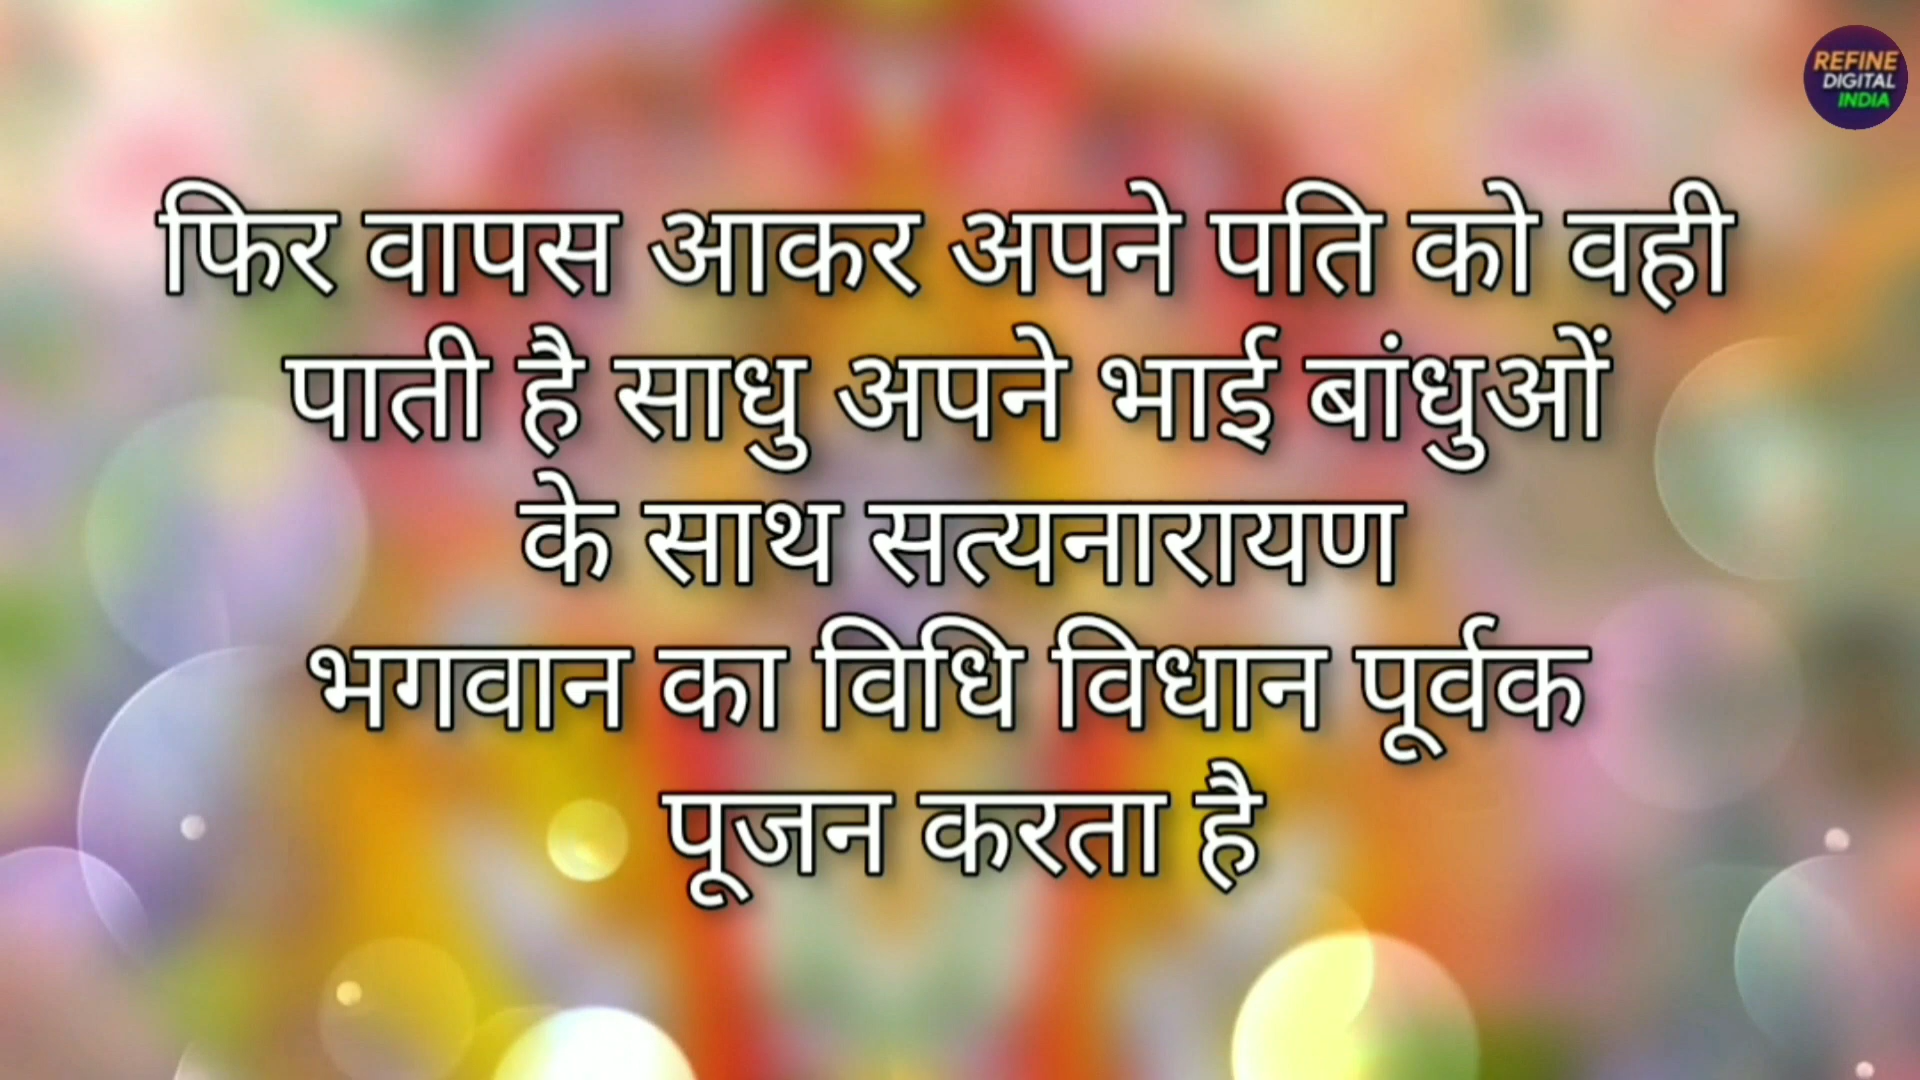 REFINE
DIGITAL
INDIA
फिर वापस आकर अपने पति को वही
पाती है साधु अपने भाई बांधुओं
के साथ सत्यनारायण
भगवान का विधि विधान पूर्वक
पूजन करता है